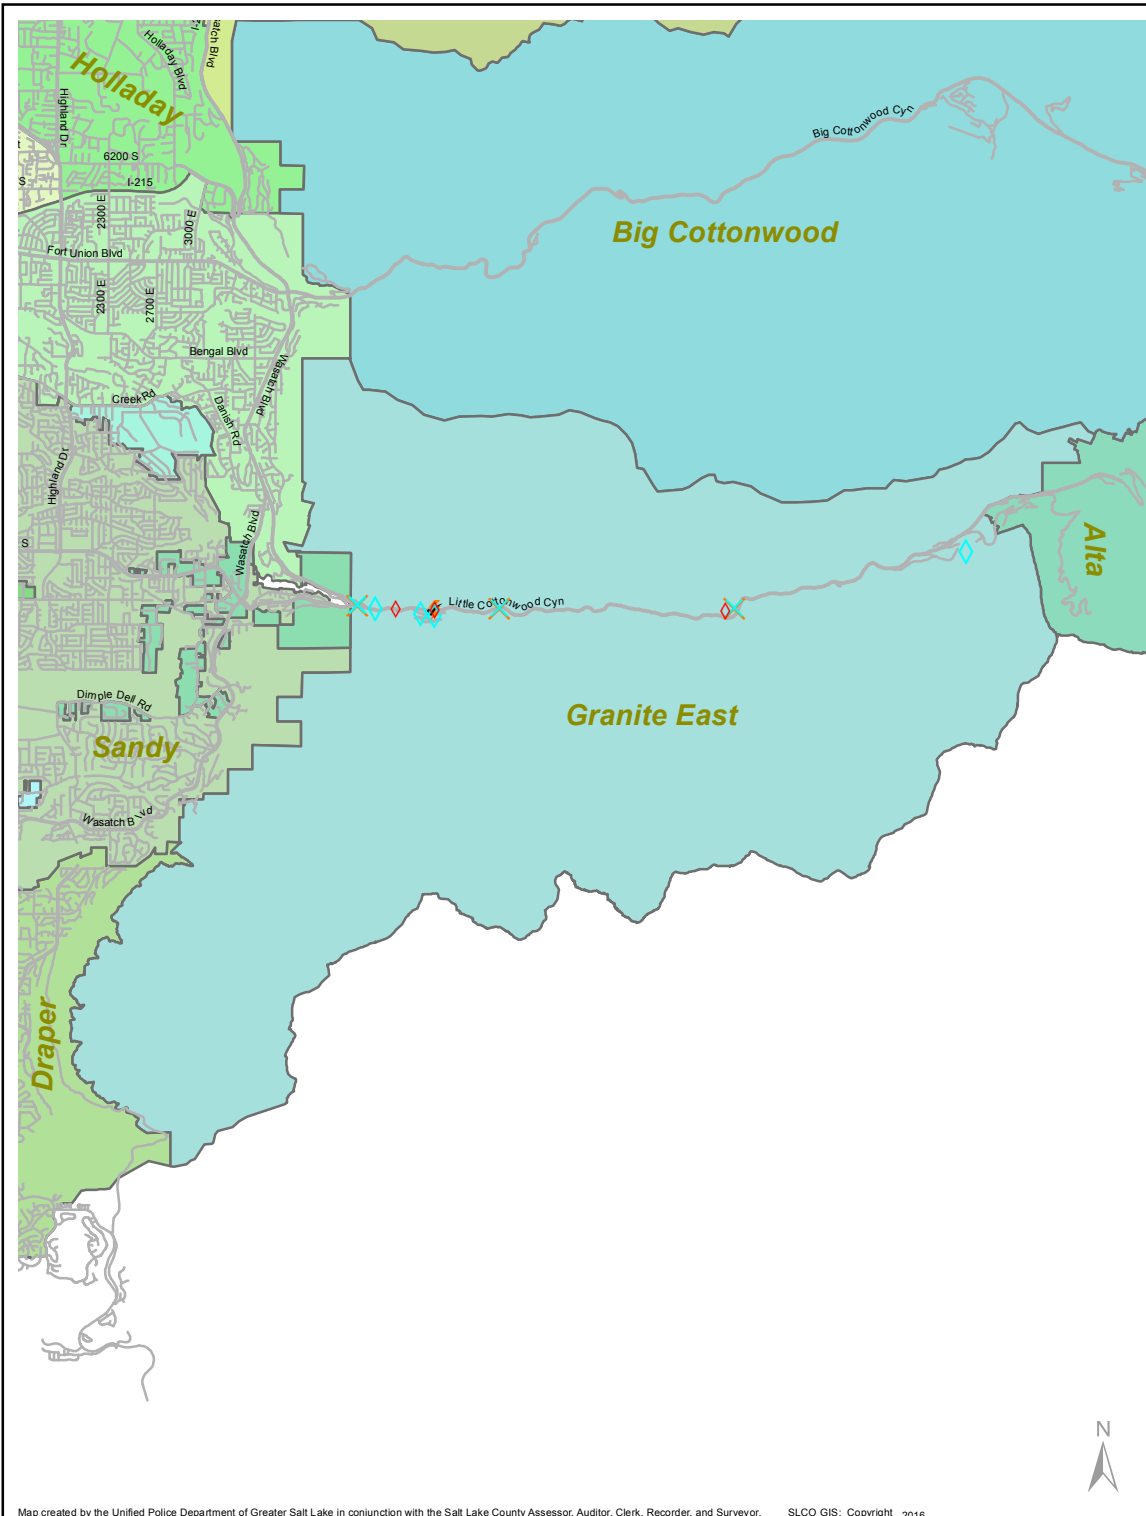 Holladay
Holladay Blvd
I-2
atch Blvd
Highland Dr
6200 S
I-215
t
S
2300 E
3000 E
Fort Union Blvd
2300 E
2700 E
Bengal Blvd
Wasatch Blvd
Creek Rd
Danish Rd
Highland Dr
Wasatch Blvd
S
Big Cottonwood Cyn
Big Cottonwood
Alta
Little Cottonwood Cyn
Granite East
Dimple Dell Rd
Sandy
Wasatch Blvd
Draper
N
Map created by the Unified Police Department of Greater Salt Lake in conjunction with the Salt Lake County Assessor, Auditor, Clerk, Recorder, and Surveyor. SLCO GIS: Copyright 2016